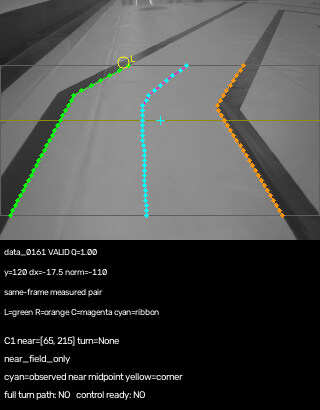 L
data_0161 VALID Q=1.00
y=120 dx=-17.5 norm=-110
same-frame measured pair
L=green R=orange C=magenta cyan=ribbon
C1 near=[65, 215] turn=None
near_field_only
cyan=observed near midpoint yellow=corner
full turn path: NO control ready: NO